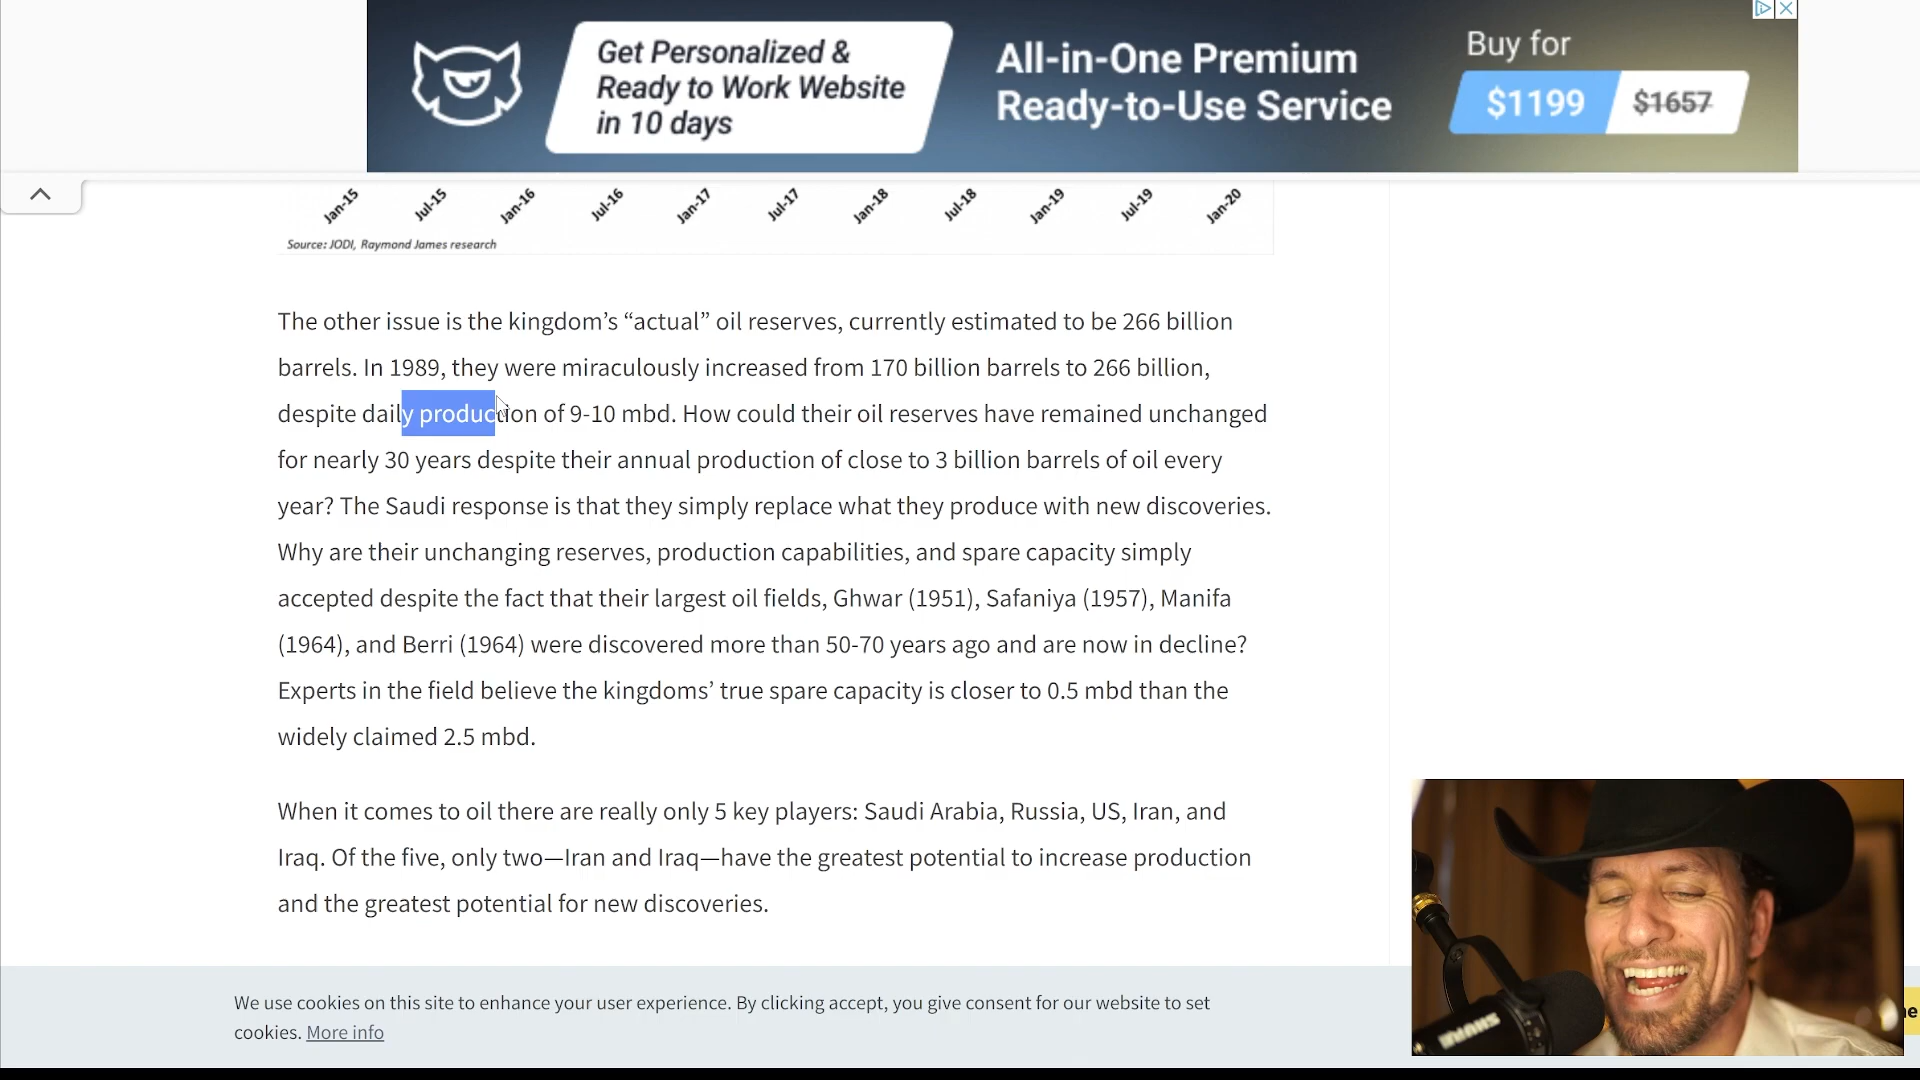 Get Personalized &
Ready to Work Website
in 10 days
All-in-One Premium
Ready-to-Use Service
Buy for
$1199
$1657
Jan-15
Jul-15
Jan-16
Jul-16
Jan-17
Jul-17
Jan-18
Jul-18
Jan-19
Jul-19
Jan-20
Source: JODI, Raymond James research
The other issue is the kingdom’s “actual” oil reserves, currently estimated to be 266 billion
barrels. In 1989, they were miraculously increased from 170 billion barrels to 266 billion,
despite daily production of 9-10 mbd. How could their oil reserves have remained unchanged
for nearly 30 years despite their annual production of close to 3 billion barrels of oil every
year? The Saudi response is that they simply replace what they produce with new discoveries.
Why are their unchanging reserves, production capabilities, and spare capacity simply
accepted despite the fact that their largest oil fields, Ghwar (1951), Safaniya (1957), Manifa
(1964), and Berri (1964) were discovered more than 50-70 years ago and are now in decline?
Experts in the field believe the kingdoms’ true spare capacity is closer to 0.5 mbd than the
widely claimed 2.5 mbd.
When it comes to oil there are really only 5 key players: Saudi Arabia, Russia, US, Iran, and
Iraq. Of the five, only two—Iran and Iraq—have the greatest potential to increase production
and the greatest potential for new discoveries.
We use cookies on this site to enhance your user experience. By clicking accept, you give consent for our website to set
cookies. More info
SHURE